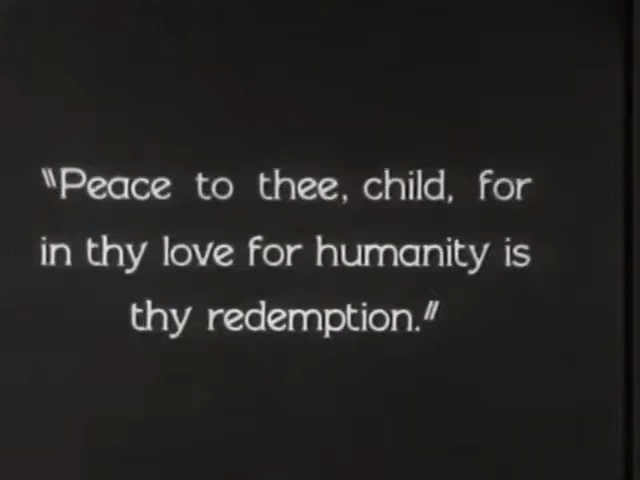 "Peace to thee, child, for
in thy love for humanity is
thy redemption."